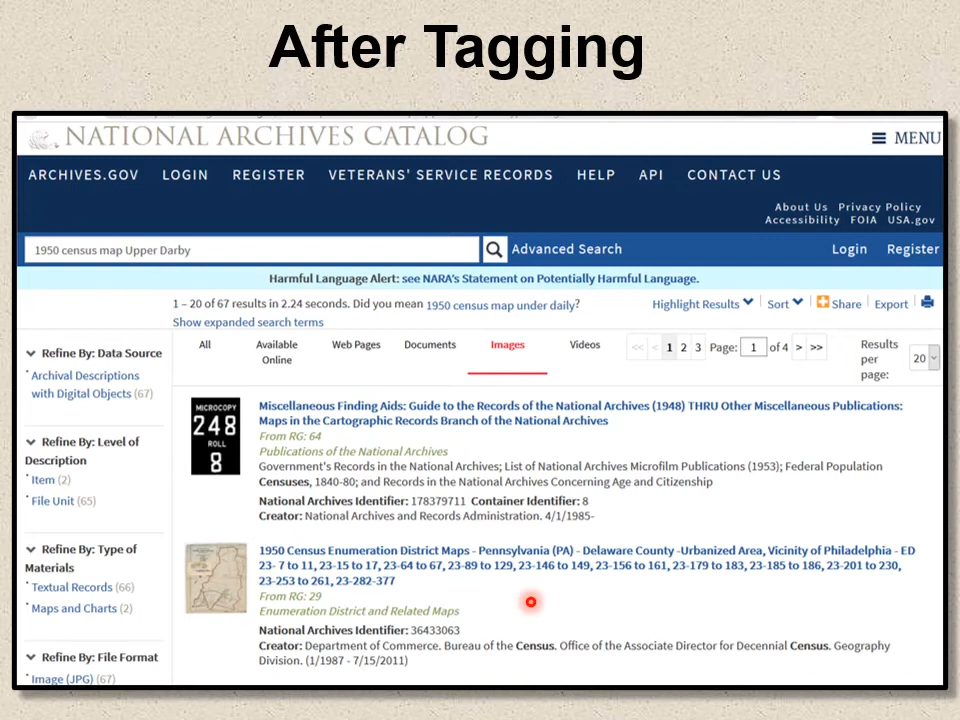 After Tagging
NATIONAL ARCHIVES CATALOG
MENU
ARCHIVES.GOV LOGIN REGISTER VETERANS' SERVICE RECORDS HELP API CONTACT US
About Us Privacy Policy
Accessibility FOIA USA.gov
1950 census map Upper Darby
Advanced Search
Login Register
Harmful Language Alert: see NARA's Statement on Potentially Harmful Language.
1 – 20 of 67 results in 2.24 seconds. Did you mean 1950 census map under daily?
Show expanded search terms
Highlight Results Sort Share Export
All
Available
Online
Web Pages
Documents
Images
Videos
<< < 1 2 3 Page: 1 of 4 > >>
Results
per
page:
20
Refine By: Data Source
Archival Descriptions
with Digital Objects (67)
Refine By: Level of
Description
Item (2)
File Unit (65)
Refine By: Type of
Materials
Textual Records (66)
Maps and Charts (2)
Refine By: File Format
Image (JPG) (67)
MICROCOPY
248
ROLL
8
Miscellaneous Finding Aids: Guide to the Records of the National Archives (1948) THRU Other Miscellaneous Publications:
Maps in the Cartographic Records Branch of the National Archives
From RG: 64
Publications of the National Archives
Government's Records in the National Archives; List of National Archives Microfilm Publications (1953); Federal Population
Censuses, 1840-80; and Records in the National Archives Concerning Age and Citizenship
National Archives Identifier: 178379711 Container Identifier: 8
Creator: National Archives and Records Administration. 4/1/1985-
1950 Census Enumeration District Maps - Pennsylvania (PA) - Delaware County -Urbanized Area, Vicinity of Philadelphia - ED
23- 7 to 11, 23-15 to 17, 23-64 to 67, 23-89 to 129, 23-146 to 149, 23-156 to 161, 23-179 to 183, 23-185 to 186, 23-201 to 230,
23-253 to 261, 23-282-377
From RG: 29
Enumeration District and Related Maps
National Archives Identifier: 36433063
Creator: Department of Commerce. Bureau of the Census. Office of the Associate Director for Decennial Census. Geography
Division. (1/1987 - 7/15/2011)